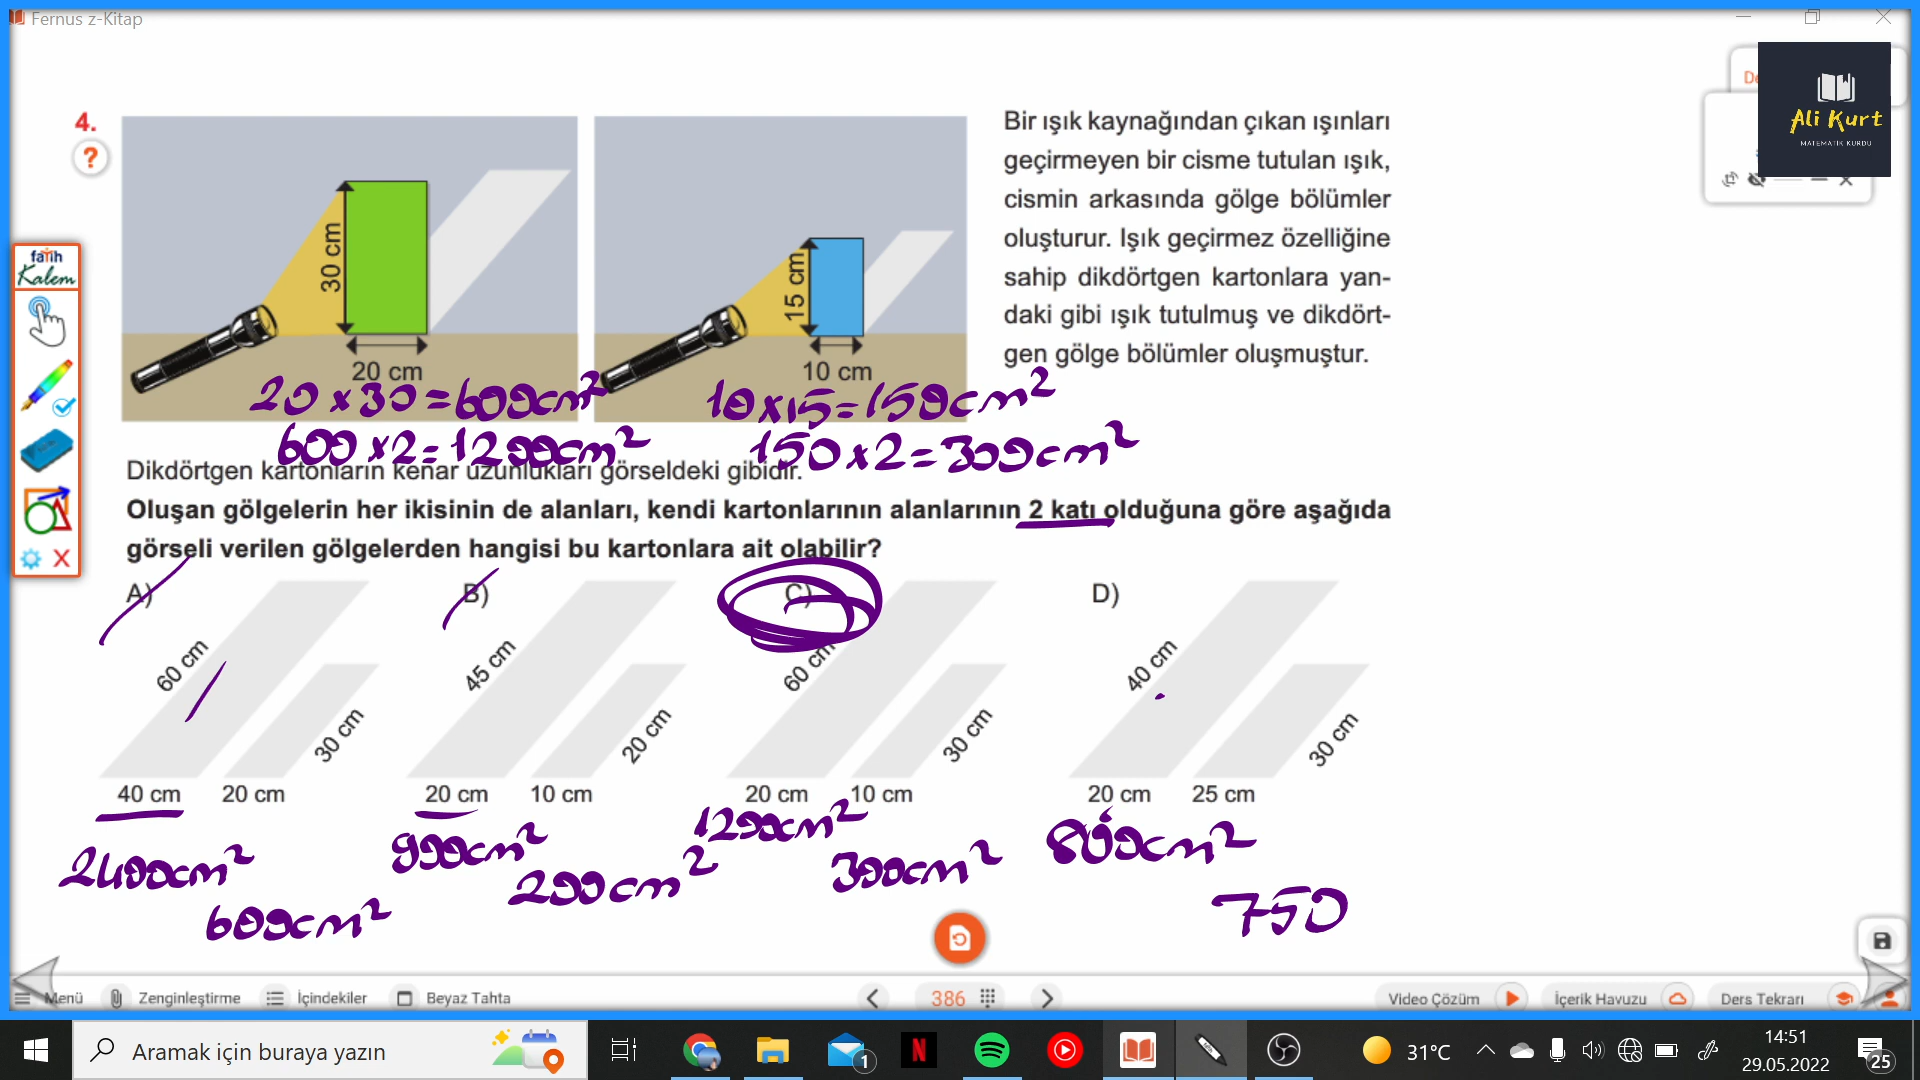 Fernus z-Kitap
De
Ali Kurt
MATEMATİK KURDU
4.
?
30 cm
20 cm
15 cm
10 cm
Bir ışık kaynağından çıkan ışınları
geçirmeyen bir cisme tutulan ışık,
cismin arkasında gölge bölümler
oluşturur. Işık geçirmez özelliğine
sahip dikdörtgen kartonlara yan-
daki gibi ışık tutulmuş ve dikdört-
gen gölge bölümler oluşmuştur.
fatih
Kalem
20 x 30 = 600cm²
600 x 2 = 1200cm²
10 x 15 = 150cm²
150 x 2 = 300cm²
Dikdörtgen kartonların kenar uzunlukları görseldeki gibidir.
Oluşan gölgelerin her ikisinin de alanları, kendi kartonlarının alanlarının 2 katı olduğuna göre aşağıda
görseli verilen gölgelerden hangisi bu kartonlara ait olabilir?
A)
60 cm
30 cm
40 cm 20 cm
2400cm²
600cm²
B)
45 cm
20 cm
20 cm 10 cm
900cm²
200cm²
C)
60 cm
30 cm
20 cm 10 cm
1200cm²
300cm²
D)
40 cm
30 cm
20 cm 25 cm
800cm²
750
Menü Zenginleştirme İçindekiler Beyaz Tahta 386 Video Çözüm İçerik Havuzu Ders Tekrarı
Aramak için buraya yazın
1
31°C
14:51
29.05.2022
25